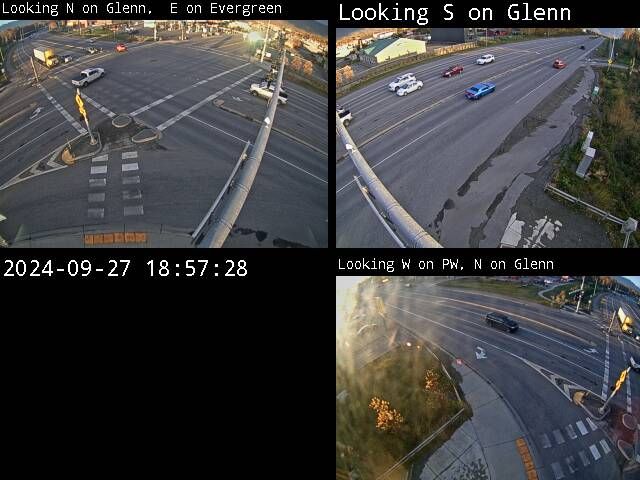 Looking N on Glenn, E on Evergreen
Looking S on Glenn
2024-09-27 18:57:28
Looking W on PW, N on Glenn